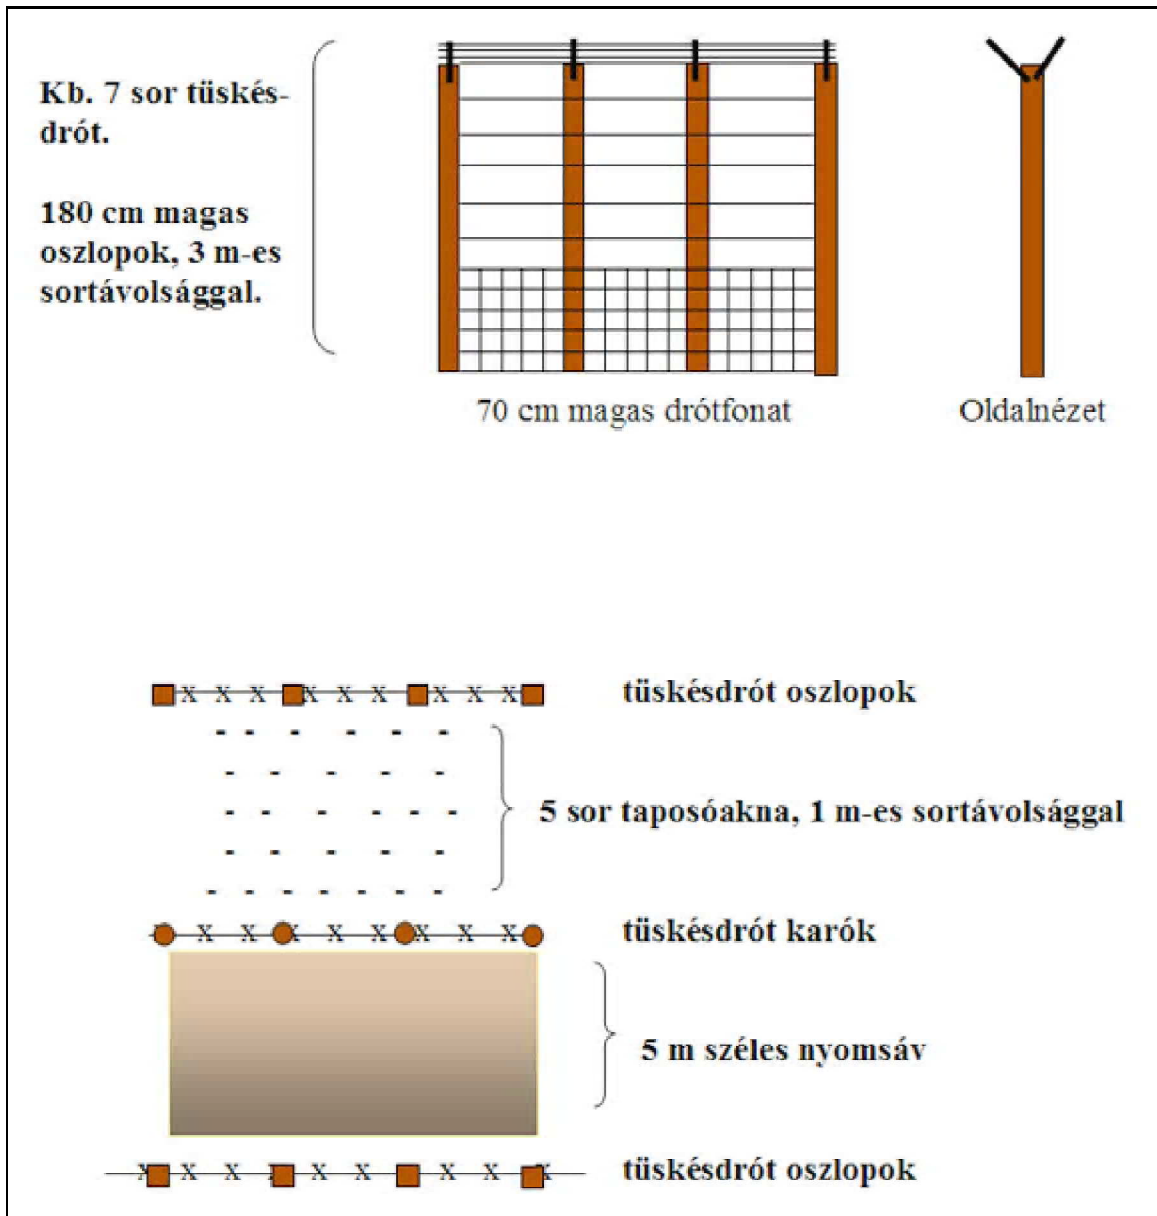 Kb. 7 sor tüskés-
drót.
180 cm magas
oszlopok, 3 m-es
sortávolsággal.
70 cm magas drótfonat
Oldalnézet
tüskésdrót oszlopok
5 sor taposóakna, 1 m-es sortávolsággal
tüskésdrót karók
5 m széles nyomsáv
tüskésdrót oszlopok